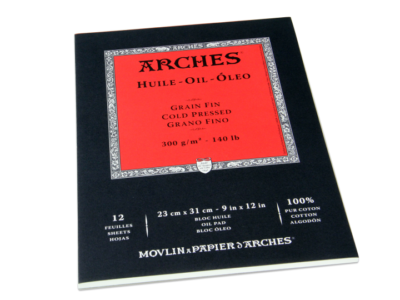 ARCHES
ARCHES®
HUILE - OIL - ÓLEO
GRAIN FIN
COLD PRESSED
GRANO FINO
300 g/m² - 140 lb
12
FEUILLES
SHEETS
HOJAS
23 cm x 31 cm - 9 in x 12 in
BLOC HUILE
OIL PAD
BLOC ÓLEO
100%
PUR COTON
COTTON
ALGODÓN
MOVLIN A PAPIER D ARCHES®